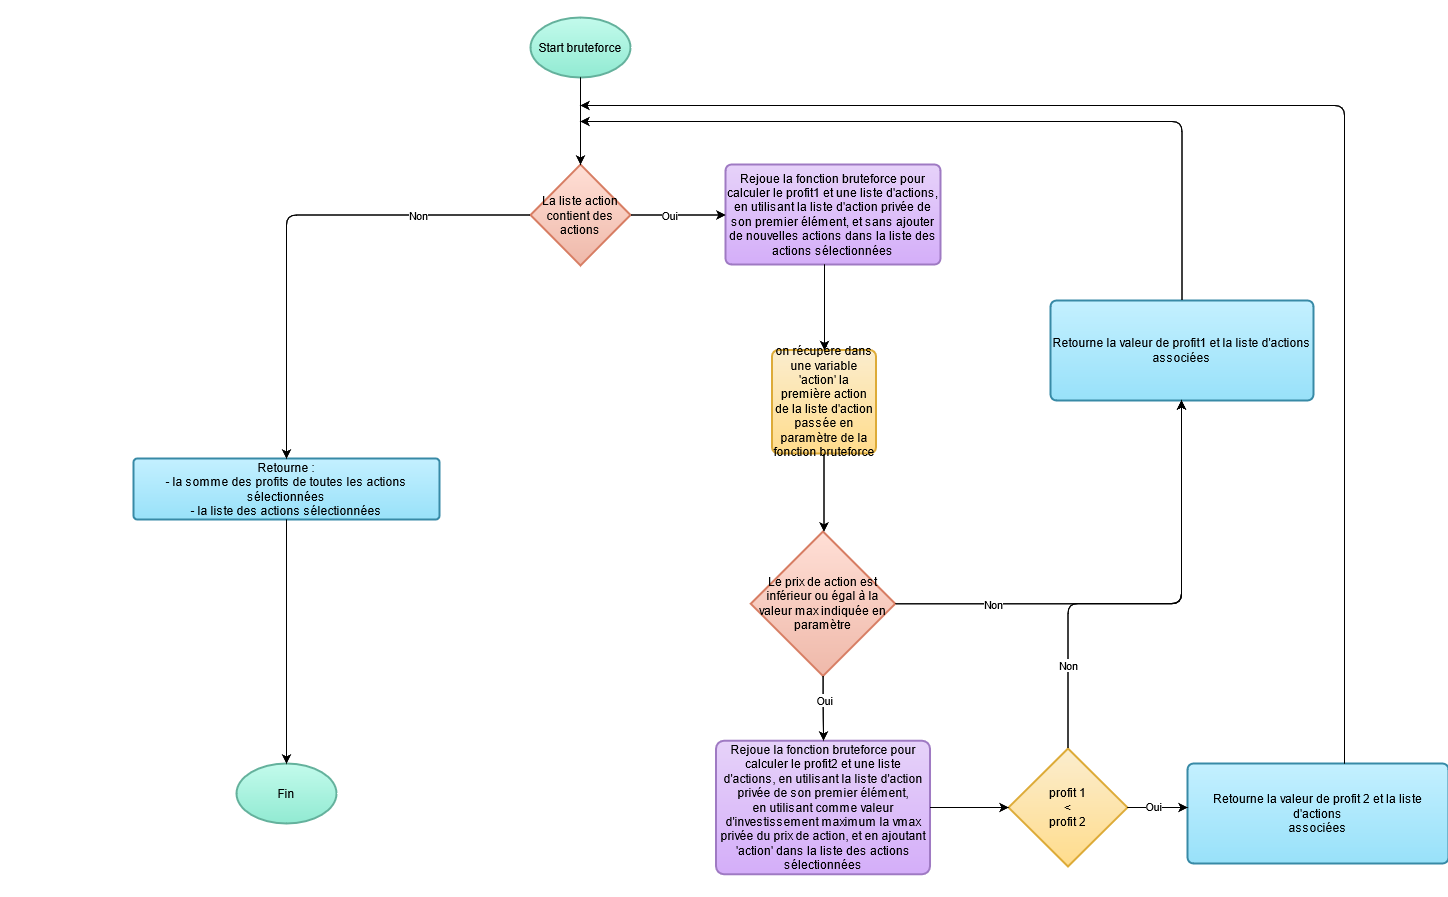 Start bruteforce
La liste action
contient des
actions
Non
Oui
Rejoue la fonction bruteforce pour
calculer le profit1 et une liste d'actions,
en utilisant la liste d'action privée de
son premier élément, et sans ajouter
de nouvelles actions dans la liste des
actions sélectionnées
on récupère dans
une variable
'action' la
première action
de la liste d'action
passée en
paramètre de la
fonction bruteforce
Retourne la valeur de profit1 et la liste d'actions
associées
Retourne :
- la somme des profits de toutes les actions
sélectionnées
- la liste des actions sélectionnées
Le prix de action est
inférieur ou égal à la
valeur max indiquée en
paramètre
Non
Non
Oui
Rejoue la fonction bruteforce pour
calculer le profit2 et une liste
d'actions, en utilisant la liste d'action
privée de son premier élément,
en utilisant comme valeur
d'investissement maximum la vmax
privée du prix de action, et en ajoutant
'action' dans la liste des actions
sélectionnées
profit 1
<
profit 2
Oui
Retourne la valeur de profit 2 et la liste
d'actions
associées
Fin